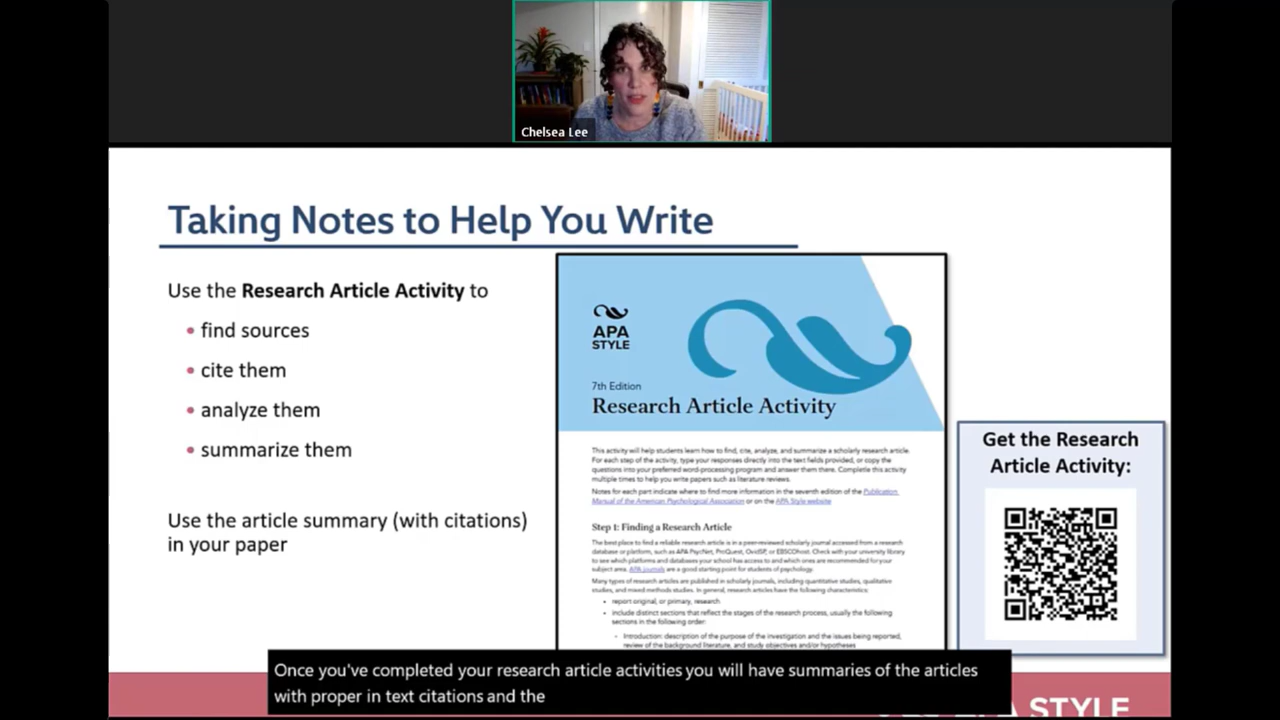 Chelsea Lee
Taking Notes to Help You Write
Use the Research Article Activity to
• find sources
• cite them
• analyze them
• summarize them
Use the article summary (with citations)
in your paper
APA
STYLE
7th Edition
Research Article Activity
This activity will help students learn how to find, cite, analyze, and summarize a scholarly research article.
For each step of the activity, type your responses directly into the text fields provided, or copy the
questions into your preferred word-processing program and answer them there. Complete this activity
multiple times to help you write papers such as literature reviews.
Notes for each part indicate where to find more information in the seventh edition of the Publication
Manual of the American Psychological Association or on the APA Style website
Step 1: Finding a Research Article
The best place to find a reliable research article is in a peer-reviewed scholarly journal accessed from a research
database or platform, such as APA PsycNet, ProQuest, OvidSP, or EBSCOhost. Check with your university library
to see which platforms and databases your school has access to and which ones are recommended for your
subject area. APA journals are a good starting point for students of psychology.
Many types of research articles are published in scholarly journals, including quantitative studies, qualitative
studies, and mixed methods studies. In general, research articles have the following characteristics:
• report original, or primary, research
• include distinct sections that reflect the stages of the research process, usually the following
sections in the following order:
◦ Introduction: description of the purpose of the investigation and the issues being reported,
review of the background literature, and study objectives and/or hypotheses
Get the Research
Article Activity:
Once you've completed your research article activities you will have summaries of the articles
with proper in text citations and the
STYLE